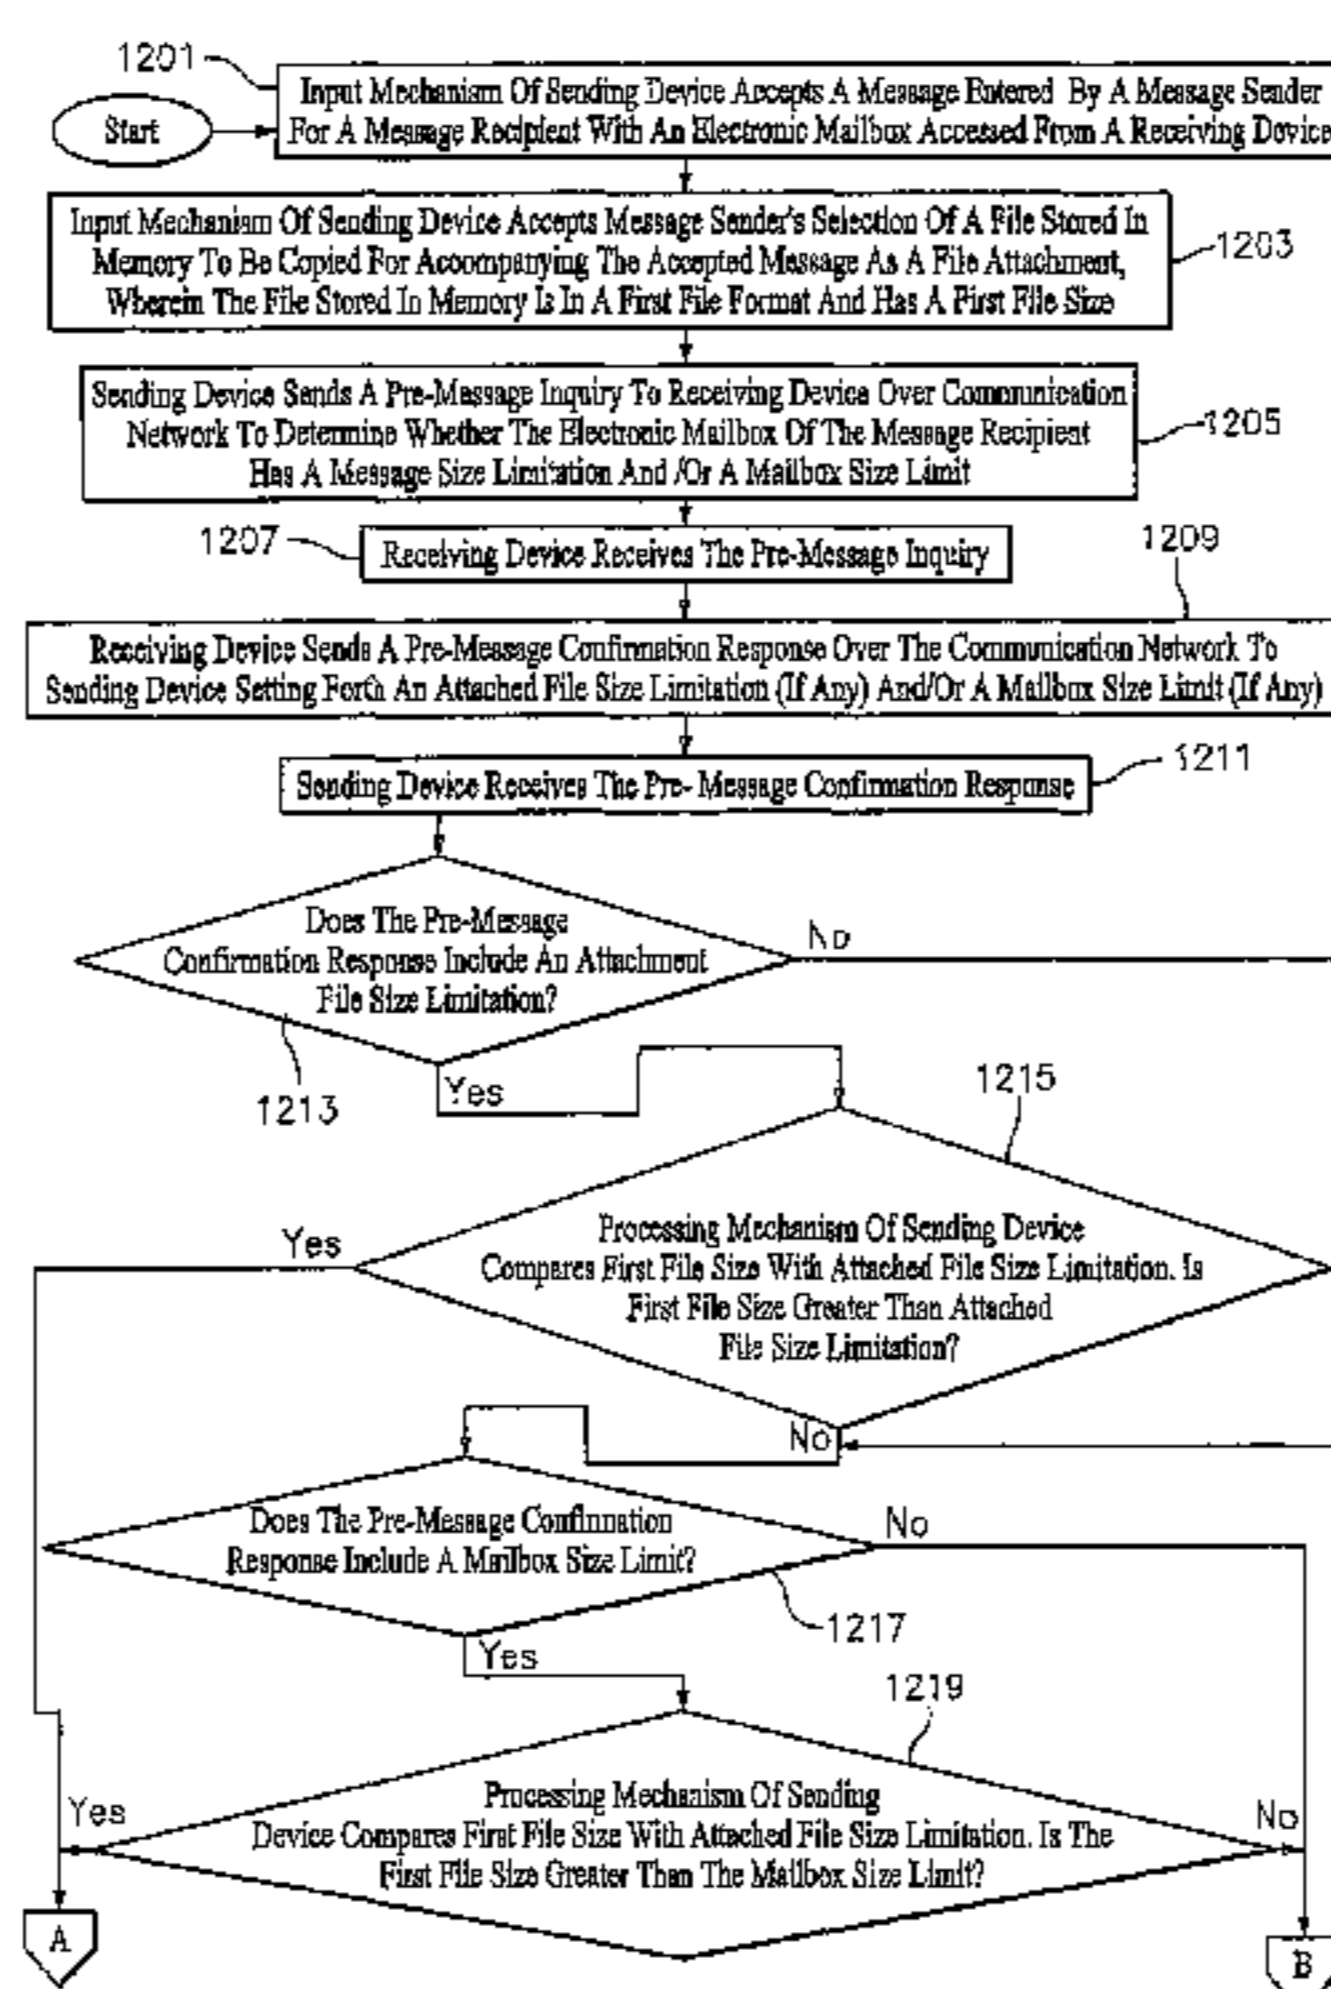 1201
Input Mechanism Of Sending Device Accepts A Message Entered By A Message Sender
For A Message Recipient With An Electronic Mailbox Accessed From A Receiving Device
Start
Input Mechanism Of Sending Device Accepts Message Sender's Selection Of A File Stored In
Memory To Be Copied For Accompanying The Accepted Message As A File Attachment,
Wherein The File Stored In Memory Is In A First File Format And Has A First File Size
1203
Sending Device Sends A Pre-Message Inquiry To Receiving Device Over Communication
Network To Determine Whether The Electronic Mailbox Of The Message Recipient
Has A Message Size Limitation And /Or A Mailbox Size Limit
1205
1207
Receiving Device Receives The Pre-Message Inquiry
1209
Receiving Device Sends A Pre-Message Confirmation Response Over The Communication Network To
Sending Device Setting Forth An Attached File Size Limitation (If Any) And/Or A Mailbox Size Limit (If Any)
1211
Sending Device Receives The Pre- Message Confirmation Response
Does The Pre-Message
Confirmation Response Include An Attachment
File Size Limitation?
No
Yes
1213
1215
Yes
Processing Mechanism Of Sending Device
Compares First File Size With Attached File Size Limitation. Is
First File Size Greater Than Attached
File Size Limitation?
No
Does The Pre-Message Confirmation
Response Include A Mailbox Size Limit?
No
1217
Yes
1219
Processing Mechanism Of Sending
Device Compares First File Size With Attached File Size Limitation. Is The
First File Size Greater Than The Mailbox Size Limit?
Yes
No
A
B